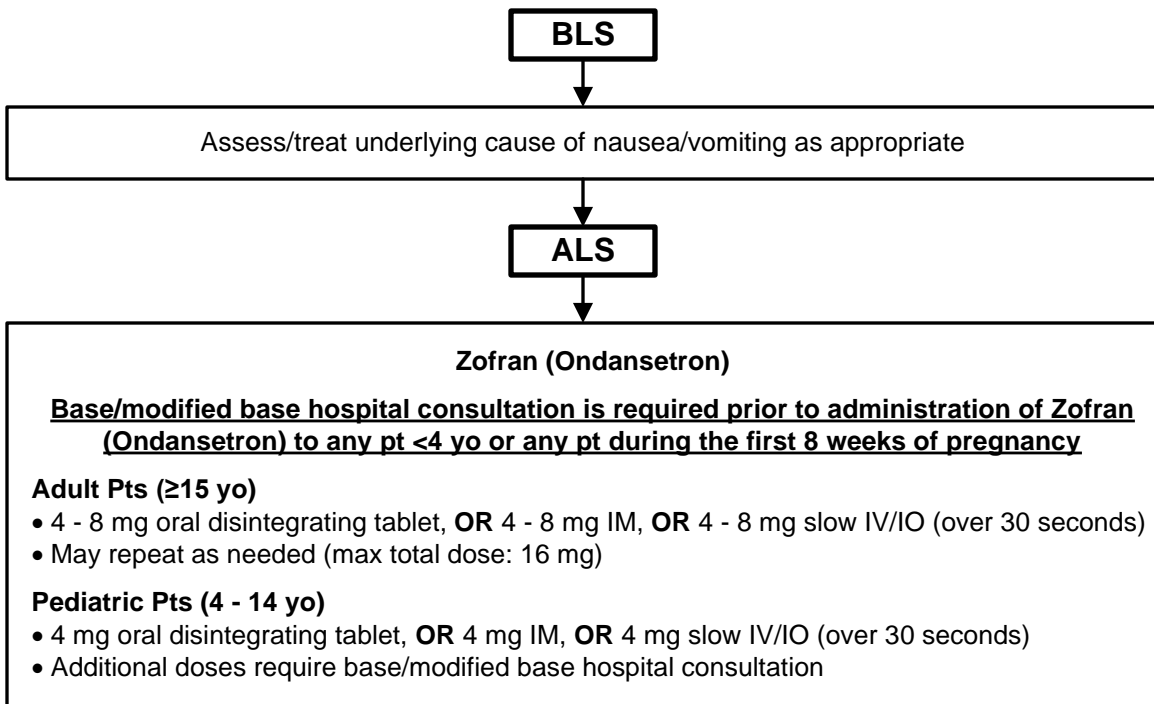 BLS
Assess/treat underlying cause of nausea/vomiting as appropriate
ALS
Zofran (Ondansetron)
Base/modified base hospital consultation is required prior to administration of Zofran
(Ondansetron) to any pt <4 yo or any pt during the first 8 weeks of pregnancy
Adult Pts (≥15 yo)
• 4 - 8 mg oral disintegrating tablet, OR 4 - 8 mg IM, OR 4 - 8 mg slow IV/IO (over 30 seconds)
• May repeat as needed (max total dose: 16 mg)
Pediatric Pts (4 - 14 yo)
• 4 mg oral disintegrating tablet, OR 4 mg IM, OR 4 mg slow IV/IO (over 30 seconds)
• Additional doses require base/modified base hospital consultation